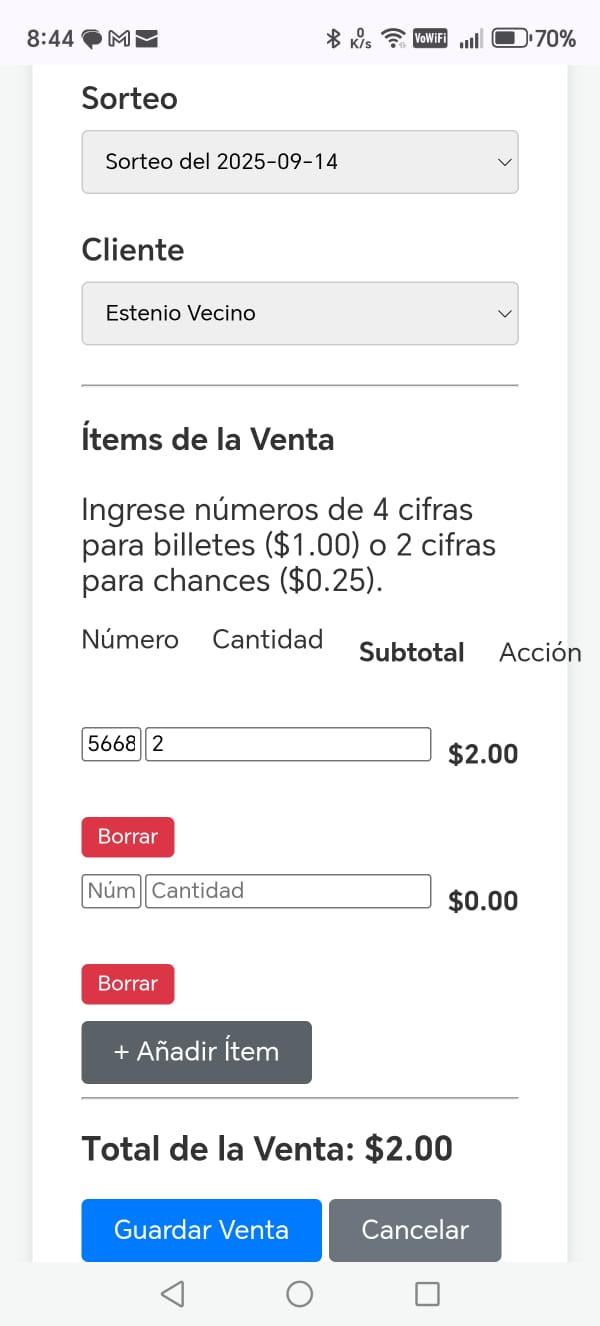 8:44 0 K/s VoWiFi 70%
Sorteo
Sorteo del 2025-09-14
Cliente
Estenio Vecino
Ítems de la Venta
Ingrese números de 4 cifras
para billetes ($1.00) o 2 cifras
para chances ($0.25).
Número Cantidad Subtotal Acción
5668 2 $2.00
Borrar
Núm Cantidad $0.00
Borrar
+ Añadir Ítem
Total de la Venta: $2.00
Guardar Venta Cancelar